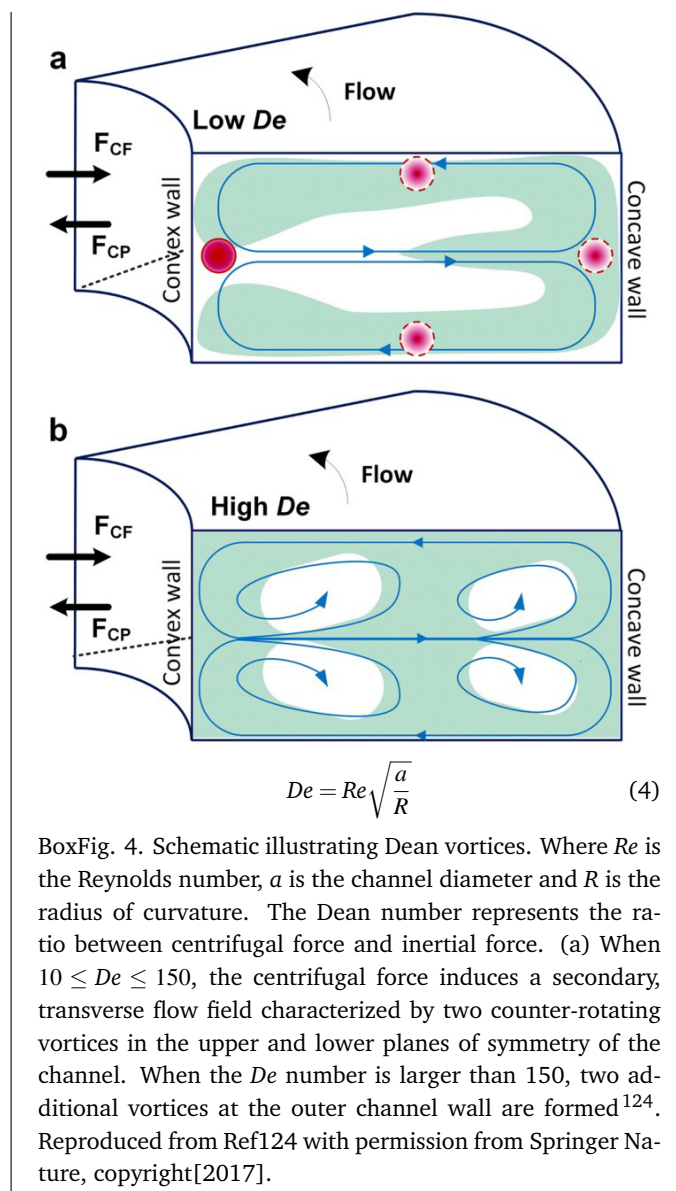 a
Flow
Low De
F_CF
F_CP
Convex wall
Concave wall
b
Flow
High De
F_CF
F_CP
Convex wall
Concave wall
De = Re√(a/R) (4)
BoxFig. 4. Schematic illustrating Dean vortices. Where Re is
the Reynolds number, a is the channel diameter and R is the
radius of curvature. The Dean number represents the ra-
tio between centrifugal force and inertial force. (a) When
10 ≤ De ≤ 150, the centrifugal force induces a secondary,
transverse flow field characterized by two counter-rotating
vortices in the upper and lower planes of symmetry of the
channel. When the De number is larger than 150, two ad-
ditional vortices at the outer channel wall are formed¹²⁴.
Reproduced from Ref124 with permission from Springer Na-
ture, copyright[2017].